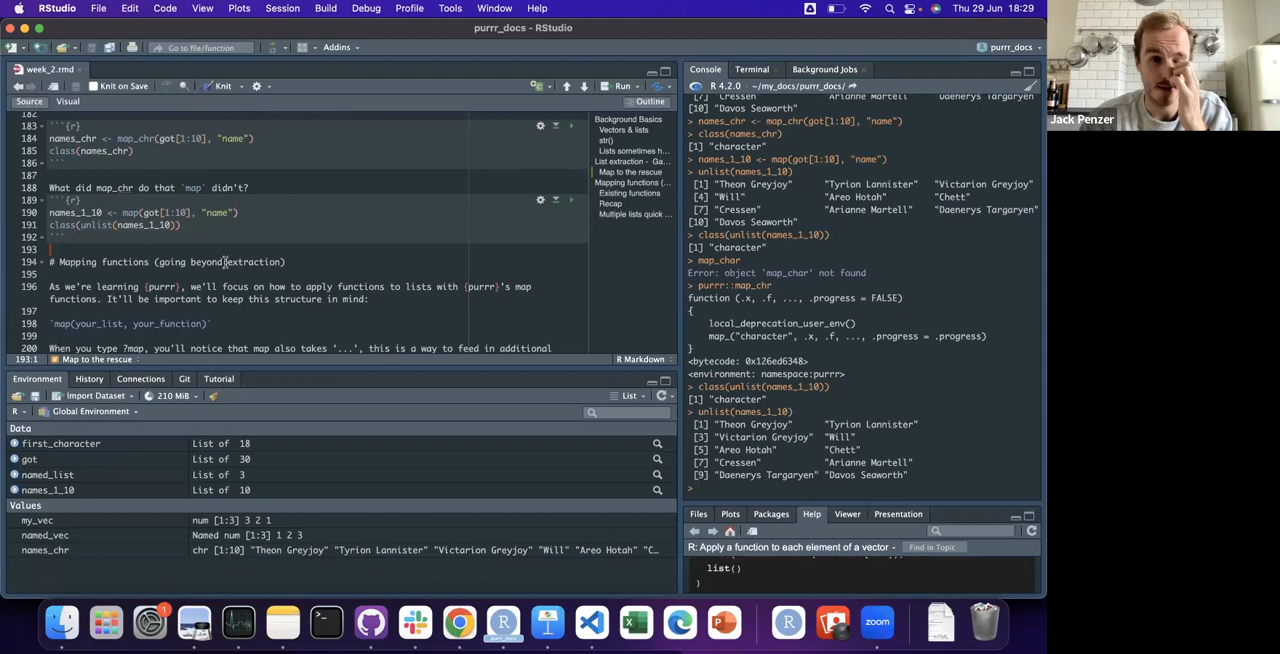 RStudio File Edit Code View Plots Session Build Debug Profile Tools Window Help Thu 29 Jun 18:29
purrr_docs - RStudio
Go to file/function Addins purrr_docs
week_2.rmd
Knit on Save Knit Run
Source Visual Outline
182
183 ```{r}
184 names_chr <- map_chr(got[1:10], "name")
185 class(names_chr)
186 ```
187
188 What did map_chr do that `map` didn't?
189 ```{r}
190 names_1_10 <- map(got[1:10], "name")
191 class(unlist(names_1_10))
192 ```
193
194 # Mapping functions (going beyond extraction)
195
196 As we're learning {purrr}, we'll focus on how to apply functions to lists with {purrr}'s map
functions. It'll be important to keep this structure in mind:
197
198 `map(your_list, your_function)`
199
200 When you type ?map, you'll notice that map also takes '...', this is a way to feed in additional
193:1 Map to the rescue R Markdown
Background Basics
Vectors & lists
str()
Lists sometimes h...
List extraction - Ga...
Map to the rescue
Mapping functions (...
Existing functions
Recap
Multiple lists quick ...
Environment History Connections Git Tutorial
Import Dataset 210 MiB List
R Global Environment
Data
first_character List of 18
got List of 30
named_list List of 3
names_1_10 List of 10
Values
my_vec num [1:3] 3 2 1
named_vec Named num [1:3] 1 2 3
names_chr chr [1:10] "Theon Greyjoy" "Tyrion Lannister" "Victarion Greyjoy" "Will" "Areo Hotah" "C…
Console Terminal Background Jobs
R 4.2.0 · ~/my_docs/purrr_docs/
[7] "Cressen" "Arianne Martell" "Daenerys Targaryen"
[10] "Davos Seaworth"
> names_chr <- map_chr(got[1:10], "name")
> class(names_chr)
[1] "character"
> names_1_10 <- map(got[1:10], "name")
> unlist(names_1_10)
[1] "Theon Greyjoy" "Tyrion Lannister" "Victarion Greyjoy"
[4] "Will" "Areo Hotah" "Chett"
[7] "Cressen" "Arianne Martell" "Daenerys Targaryen"
[10] "Davos Seaworth"
> class(unlist(names_1_10))
[1] "character"
> map_char
Error: object 'map_char' not found
> purrr::map_chr
function (.x, .f, ..., .progress = FALSE)
{
local_deprecation_user_env()
map_("character", .x, .f, ..., .progress = .progress)
}
<bytecode: 0x126ed6348>
<environment: namespace:purrr>
> class(unlist(names_1_10))
[1] "character"
> unlist(names_1_10)
[1] "Theon Greyjoy" "Tyrion Lannister"
[3] "Victarion Greyjoy" "Will"
[5] "Areo Hotah" "Chett"
[7] "Cressen" "Arianne Martell"
[9] "Daenerys Targaryen" "Davos Seaworth"
>
Files Plots Packages Help Viewer Presentation
R: Apply a function to each element of a vector Find in Topic
list()
)
Jack Penzer
1
R
zoom
HTML